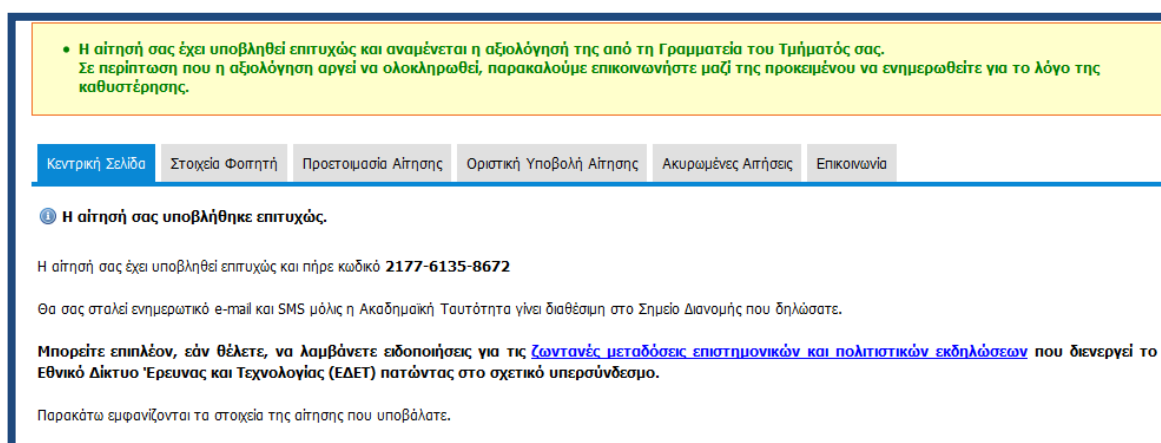 • Η αίτησή σας έχει υποβληθεί επιτυχώς και αναμένεται η αξιολόγησή της από τη Γραμματεία του Τμήματός σας.
Σε περίπτωση που η αξιολόγηση αργεί να ολοκληρωθεί, παρακαλούμε επικοινωνήστε μαζί της προκειμένου να ενημερωθείτε για το λόγο της
καθυστέρησης.
Κεντρική Σελίδα Στοιχεία Φοιτητή Προετοιμασία Αίτησης Οριστική Υποβολή Αίτησης Ακυρωμένες Αιτήσεις Επικοινωνία
Η αίτησή σας υποβλήθηκε επιτυχώς.
Η αίτησή σας έχει υποβληθεί επιτυχώς και πήρε κωδικό 2177-6135-8672
Θα σας σταλεί ενημερωτικό e-mail και SMS μόλις η Ακαδημαϊκή Ταυτότητα γίνει διαθέσιμη στο Σημείο Διανομής που δηλώσατε.
Μπορείτε επιπλέον, εάν θέλετε, να λαμβάνετε ειδοποιήσεις για τις ζωντανές μεταδόσεις επιστημονικών και πολιτιστικών εκδηλώσεων που διενεργεί το
Εθνικό Δίκτυο Έρευνας και Τεχνολογίας (ΕΔΕΤ) πατώντας στο σχετικό υπερσύνδεσμο.
Παρακάτω εμφανίζονται τα στοιχεία της αίτησης που υποβάλατε.